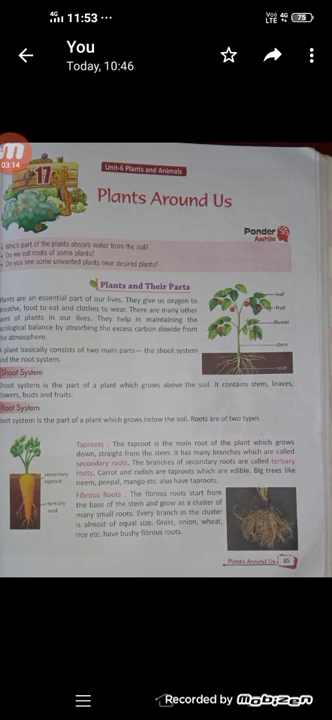 4G 11:53 ...
Vo) LTE 4G 75
You
Today, 10:46
03:14
17
Unit-6 Plants and Animals
Plants Around Us
Ponder
Awhile
Which part of the plants absorb water from the soil?
Do we eat roots of some plants?
Do you see some unwanted plants near desired plants?
Plants and Their Parts
Plants are an essential part of our lives. They give us oxygen to
breathe, food to eat and clothes to wear. There are many other
uses of plants in our lives. They help in maintaining the
ecological balance by absorbing the excess carbon dioxide from
the atmosphere.
A plant basically consists of two main parts— the shoot system
and the root system.
leaf
fruit
flower
stem
root
Shoot System
Shoot system is the part of a plant which grows above the soil. It contains stem, leaves,
flowers, buds and fruits.
Root System
Root system is the part of a plant which grows below the soil. Roots are of two types :
Taproots : The taproot is the main root of the plant which grows
down, straight from the stem. It has many branches which are called
secondary roots. The branches of secondary roots are called tertiary
roots. Carrot and radish are taproots which are edible. Big trees like
neem, peepal, mango etc. also have taproots.
secondary
taproot
tertiary
root
Fibrous Roots : The fibrous roots start from
the base of the stem and grow as a cluster of
many small roots. Every branch in the cluster
is almost of equal size. Grass, onion, wheat,
rice etc. have bushy fibrous roots.
Plants Around Us 85
Recorded by mobizen